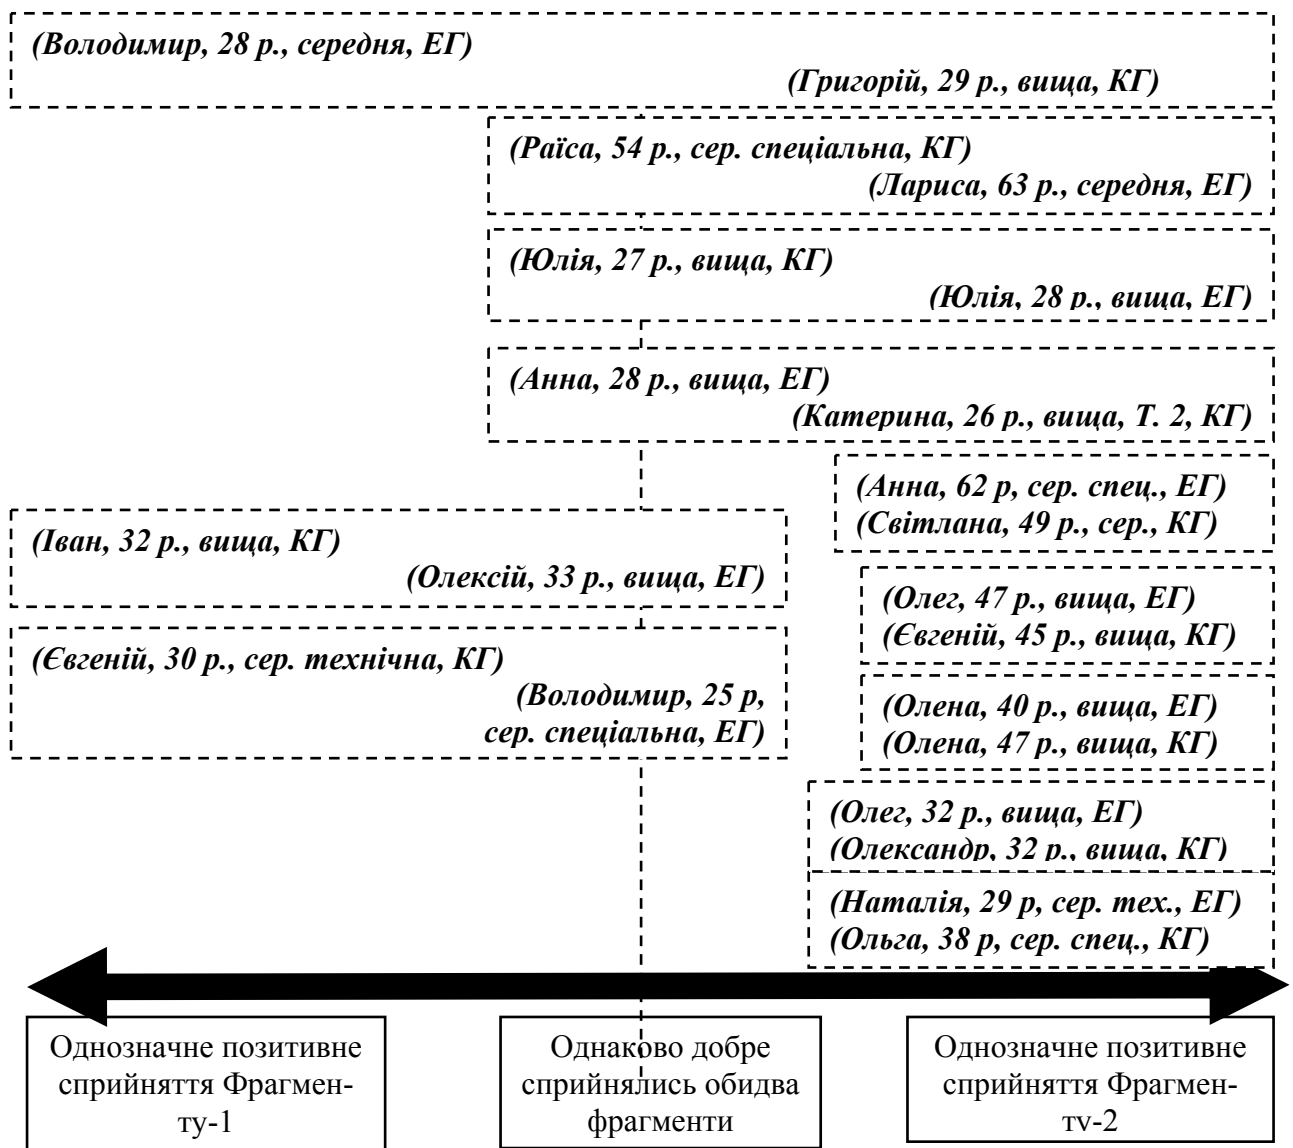 (Володимир, 28 р., середня, ЕГ)
(Григорій, 29 р., вища, КГ)
(Раїса, 54 р., сер. спеціальна, КГ)
(Лариса, 63 р., середня, ЕГ)
(Юлія, 27 р., вища, КГ)
(Юлія, 28 р., вища, ЕГ)
(Анна, 28 р., вища, ЕГ)
(Катерина, 26 р., вища, Т. 2, КГ)
(Анна, 62 р, сер. спец., ЕГ)
(Світлана, 49 р., сер., КГ)
(Іван, 32 р., вища, КГ)
(Олексій, 33 р., вища, ЕГ)
(Олег, 47 р., вища, ЕГ)
(Євгеній, 45 р., вища, КГ)
(Євгеній, 30 р., сер. технічна, КГ)
(Володимир, 25 р,
сер. спеціальна, ЕГ)
(Олена, 40 р., вища, ЕГ)
(Олена, 47 р., вища, КГ)
(Олег, 32 р., вища, ЕГ)
(Олександр, 32 р., вища, КГ)
(Наталія, 29 р, сер. тех., ЕГ)
(Ольга, 38 р, сер. спец., КГ)
Однозначне позитивне
сприйняття Фрагмен-
ту-1
Однаково добре
сприйнялись обидва
фрагменти
Однозначне позитивне
сприйняття Фрагмен-
ту-2